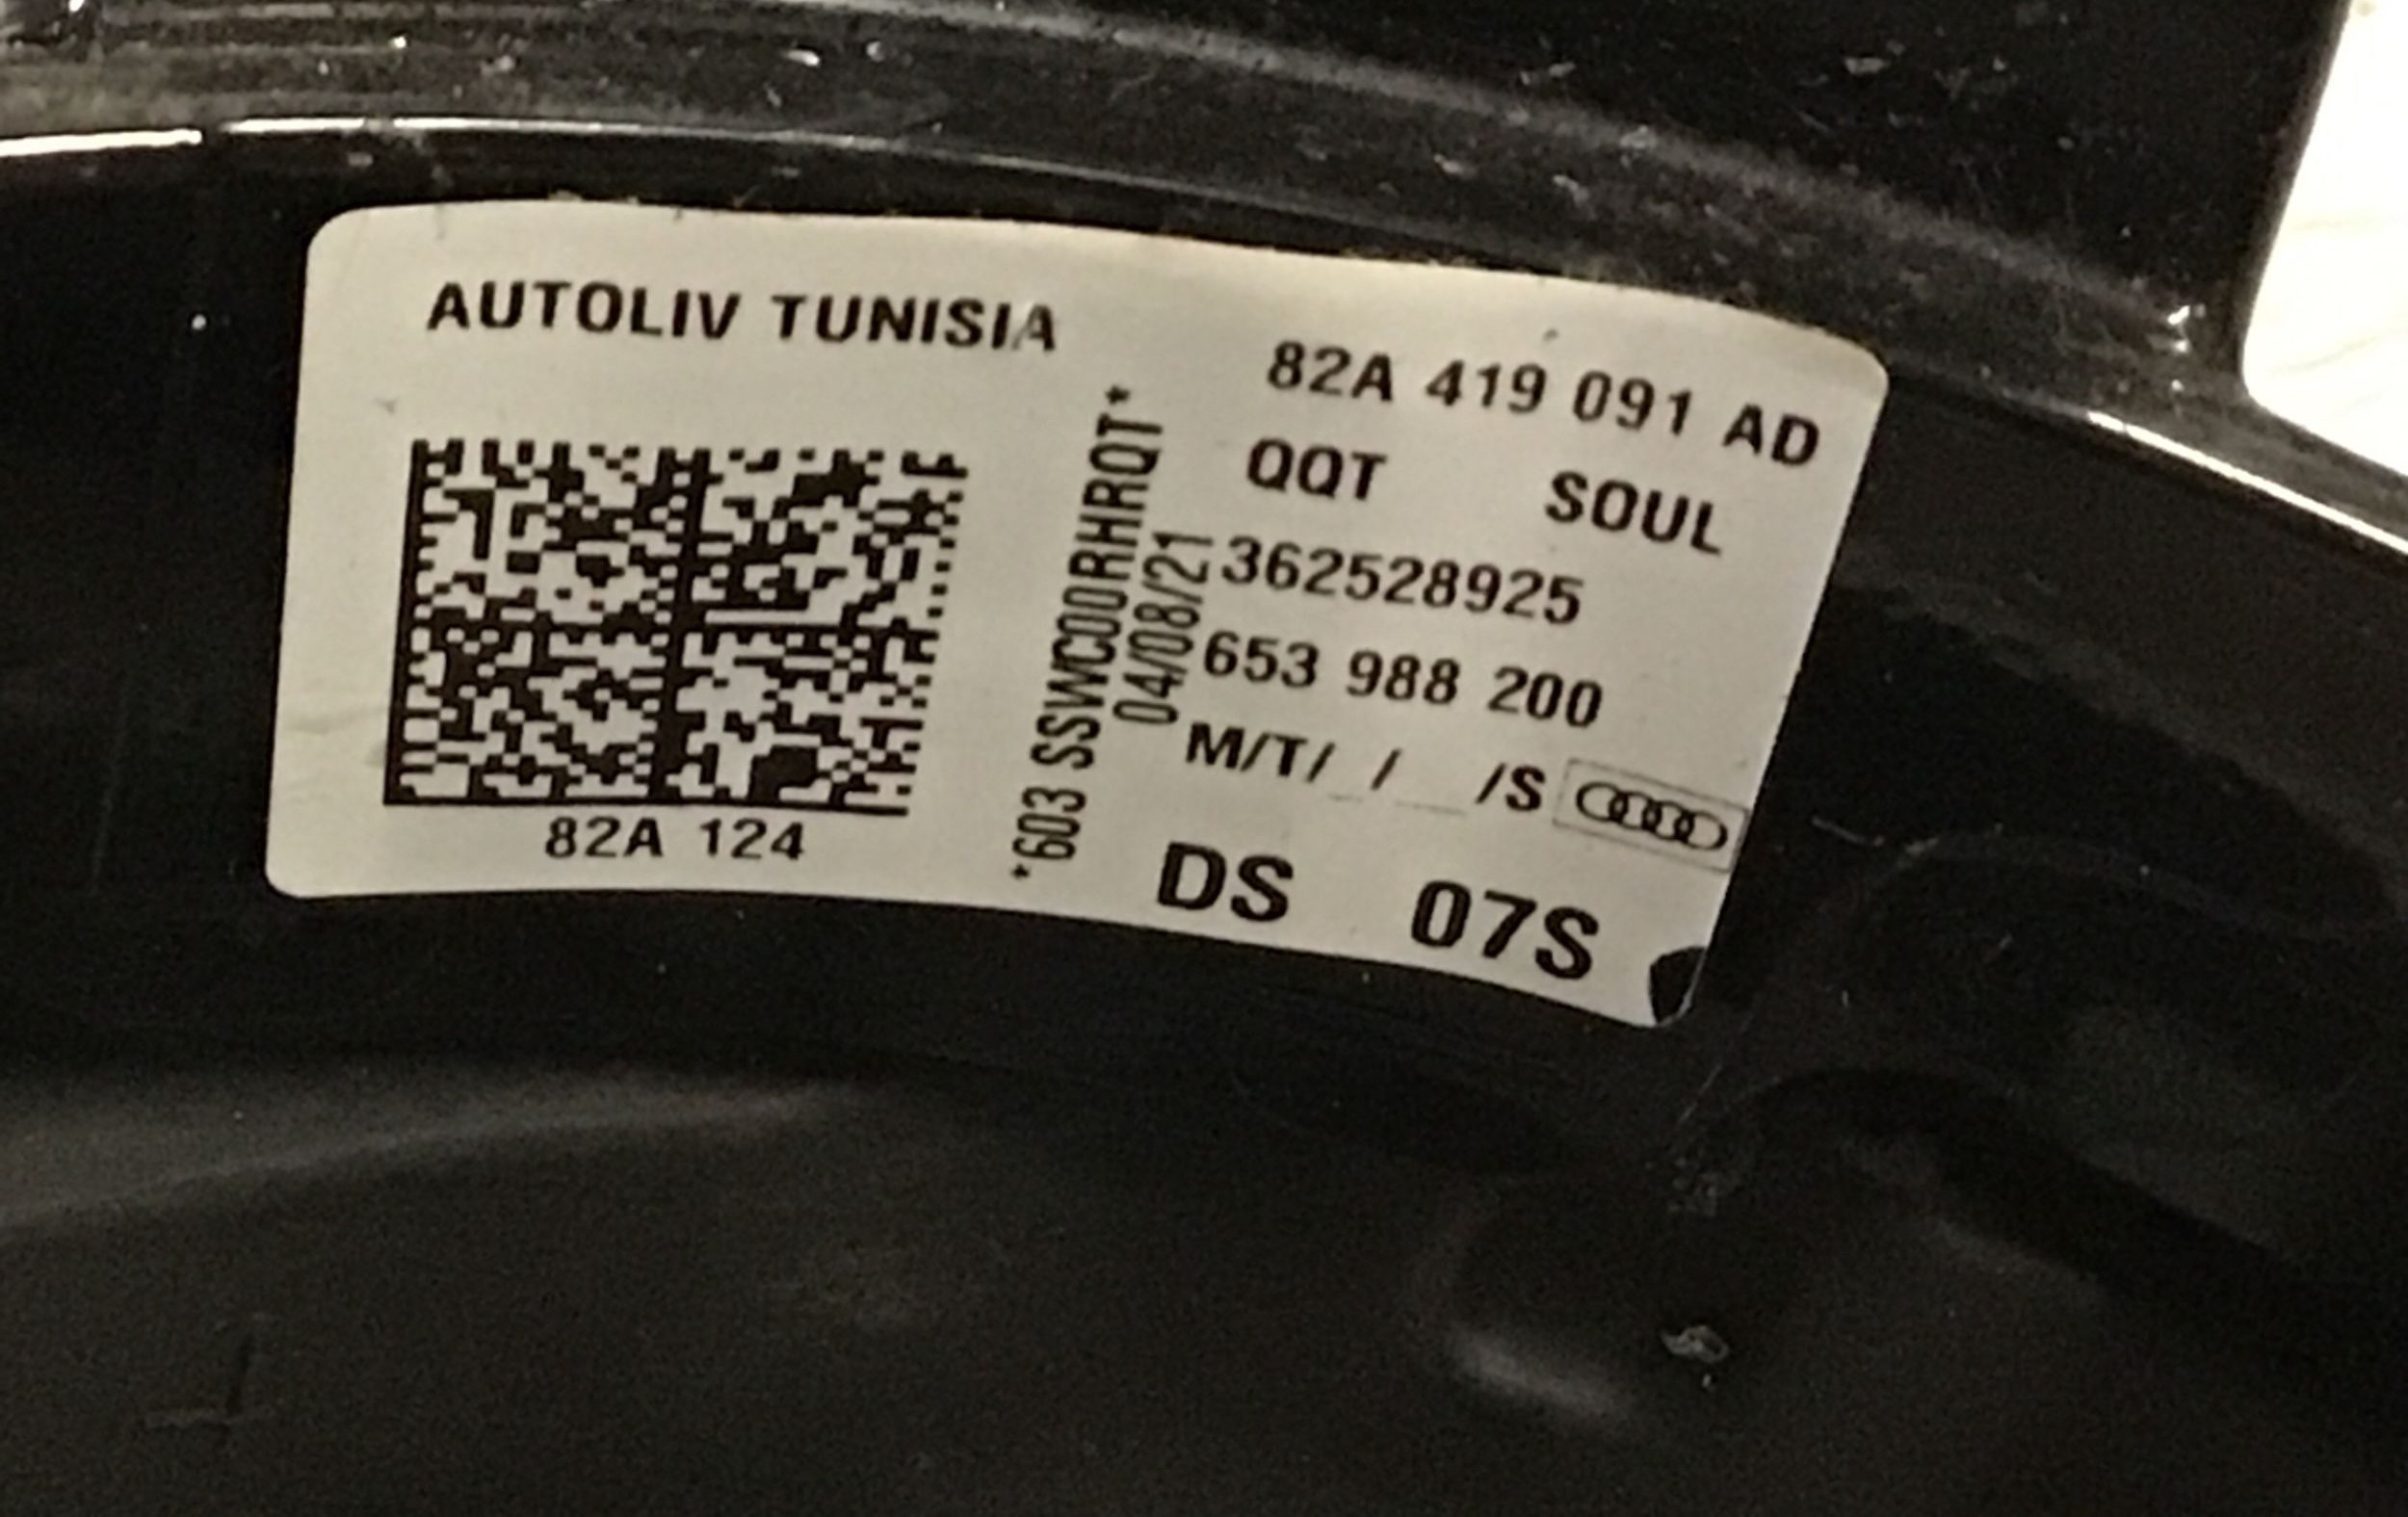 AUTOLIV TUNISIA
82A 124
*603 SSWC00RHRQT*
04/08/21
82A 419 091 AD
QQT SOUL
362528925
653 988 200
M/T/_/__/S
DS 07S